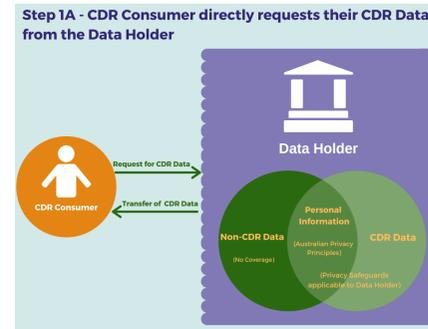 Step 1A - CDR Consumer directly requests their CDR Data
from the Data Holder
Data Holder
Request for CDR Data
CDR Consumer
Transfer of CDR Data
Personal
Information
Non-CDR Data
CDR Data
(Australian Privacy
Principles)
(No Coverage)
(Privacy Safeguards
applicable to Data Holder)